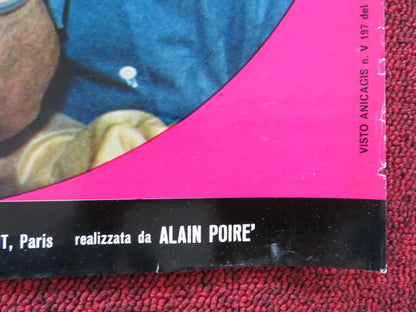 VISTO ANICAGIS n. V 197 del
T, Paris realizzata da ALAIN POIRE'